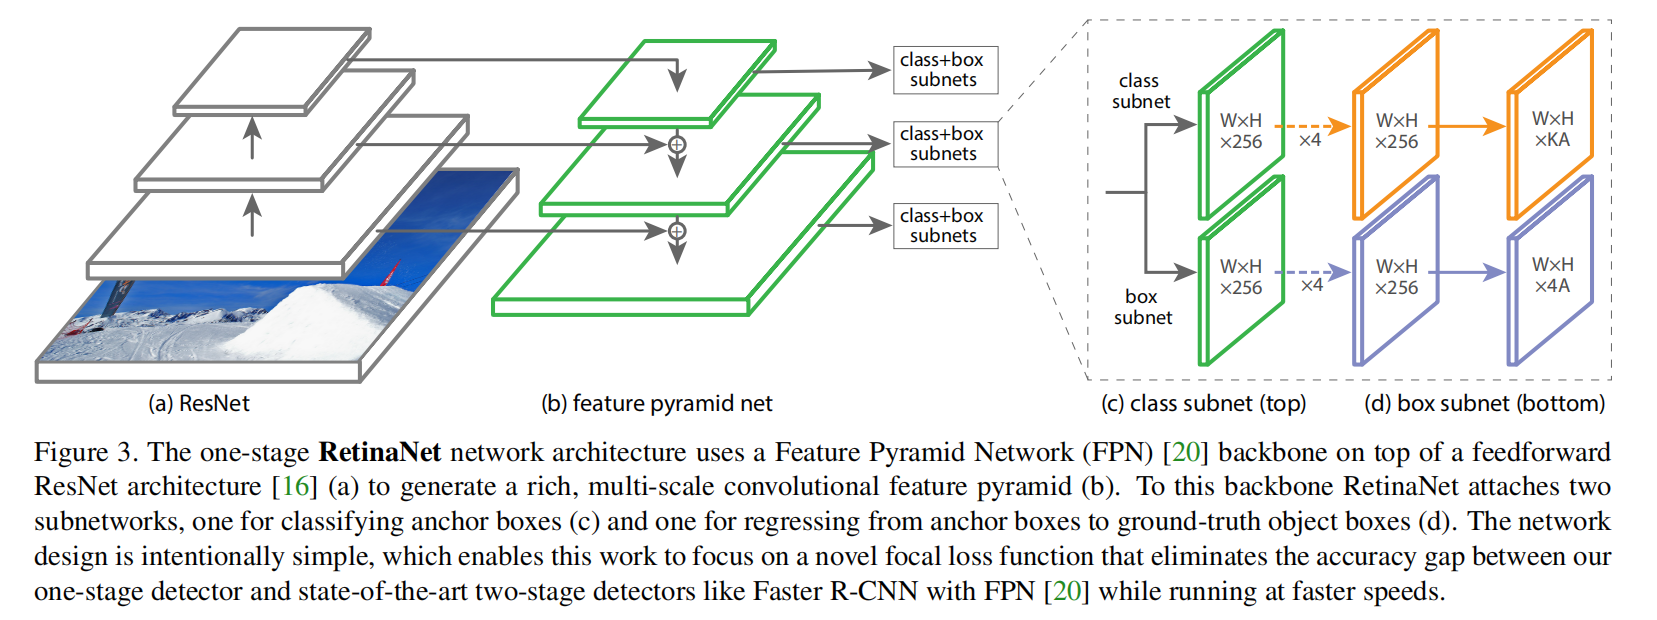 class+box
subnets
class+box
subnets
class+box
subnets
class
subnet
W×H
×256
×4
W×H
×256
W×H
×KA
box
subnet
W×H
×256
×4
W×H
×256
W×H
×4A
(a) ResNet
(b) feature pyramid net
(c) class subnet (top)
(d) box subnet (bottom)
Figure 3. The one-stage RetinaNet network architecture uses a Feature Pyramid Network (FPN) [20] backbone on top of a feedforward
ResNet architecture [16] (a) to generate a rich, multi-scale convolutional feature pyramid (b). To this backbone RetinaNet attaches two
subnetworks, one for classifying anchor boxes (c) and one for regressing from anchor boxes to ground-truth object boxes (d). The network
design is intentionally simple, which enables this work to focus on a novel focal loss function that eliminates the accuracy gap between our
one-stage detector and state-of-the-art two-stage detectors like Faster R-CNN with FPN [20] while running at faster speeds.